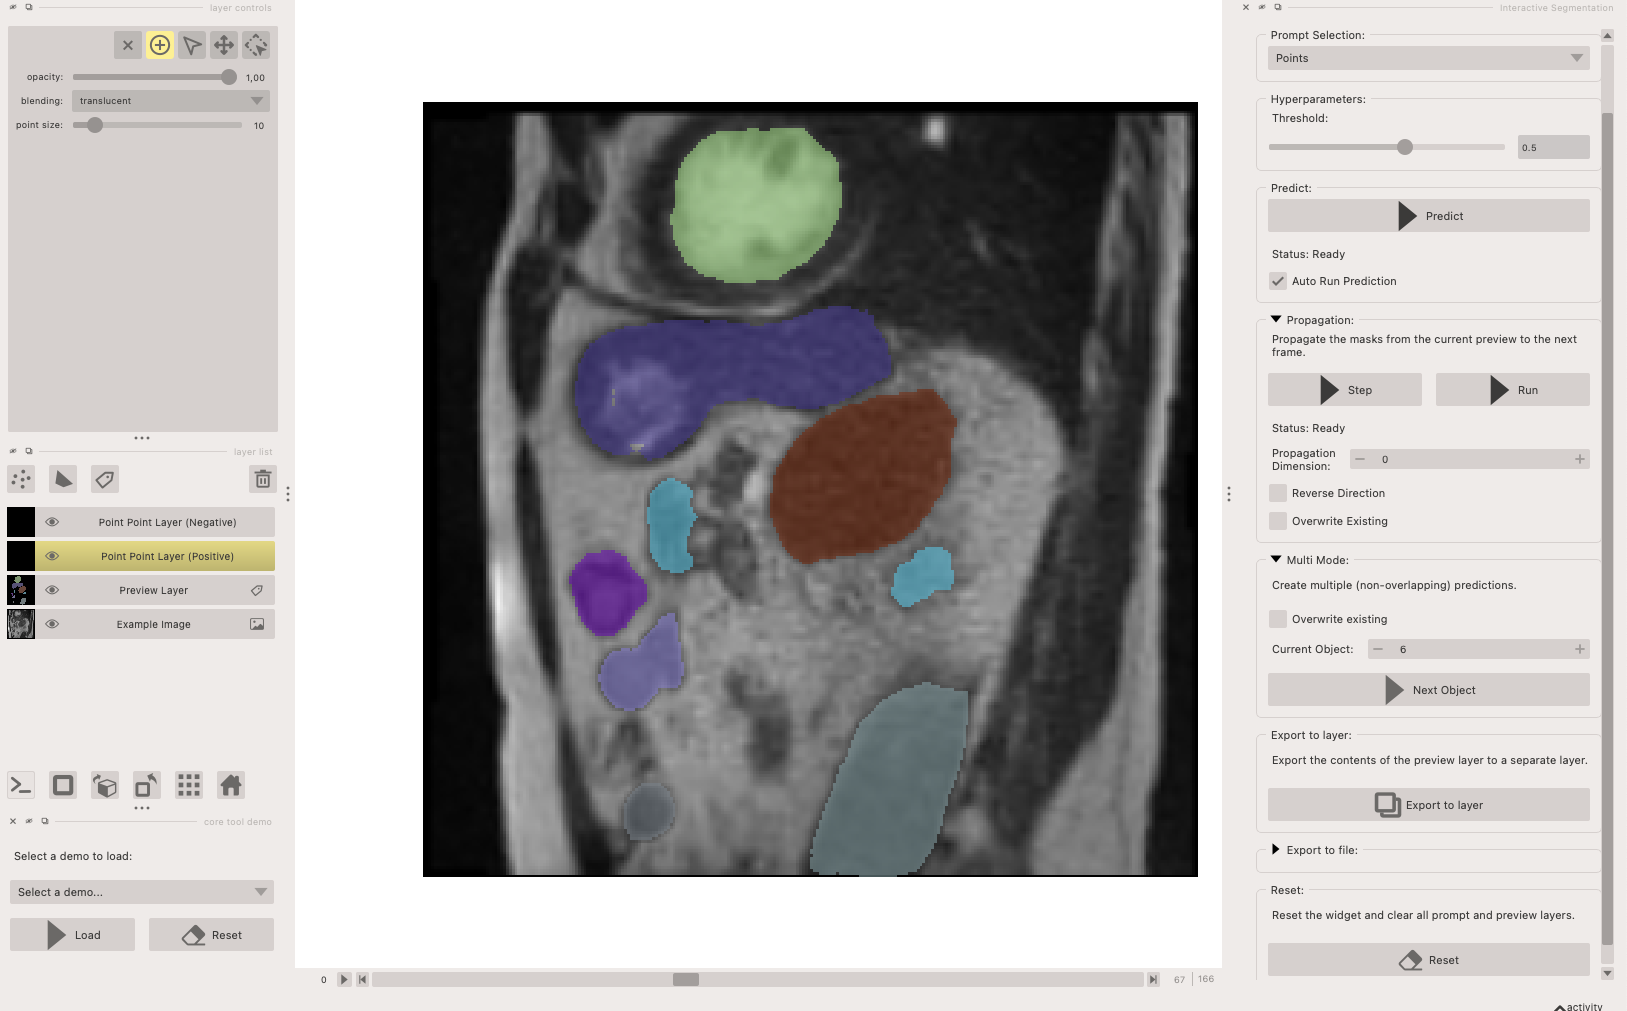 layer controls
opacity:
1,00
blending:
translucent
point size:
10
layer list
Point Point Layer (Negative)
Point Point Layer (Positive)
Preview Layer
Example Image
core tool demo
Select a demo to load:
Select a demo...
Load
Reset
0
67
166
Interactive Segmentation
Prompt Selection:
Points
Hyperparameters:
Threshold:
0.5
Predict:
Predict
Status: Ready
Auto Run Prediction
Propagation:
Propagate the masks from the current preview to the next
frame.
Step
Run
Status: Ready
Propagation
Dimension:
0
Reverse Direction
Overwrite Existing
Multi Mode:
Create multiple (non-overlapping) predictions.
Overwrite existing
Current Object:
6
Next Object
Export to layer:
Export the contents of the preview layer to a separate layer.
Export to layer
Export to file:
Reset:
Reset the widget and clear all prompt and preview layers.
Reset
activity